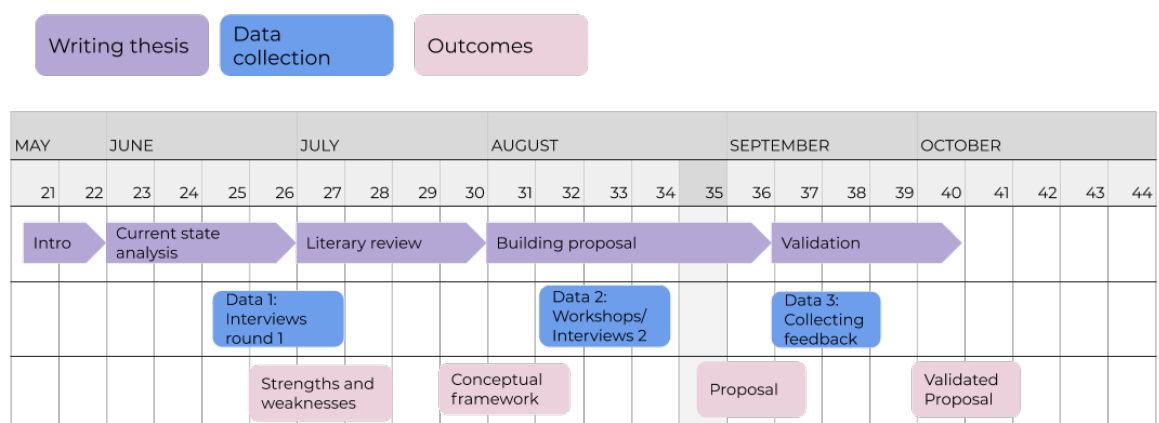 Writing thesis
Data
collection
Outcomes
MAY JUNE JULY AUGUST SEPTEMBER OCTOBER
21 22 23 24 25 26 27 28 29 30 31 32 33 34 35 36 37 38 39 40 41 42 43 44
Intro
Current state
analysis
Literary review
Building proposal
Validation
Data 1:
Interviews
round 1
Data 2:
Workshops/
Interviews 2
Data 3:
Collecting
feedback
Strengths and
weaknesses
Conceptual
framework
Proposal
Validated
Proposal